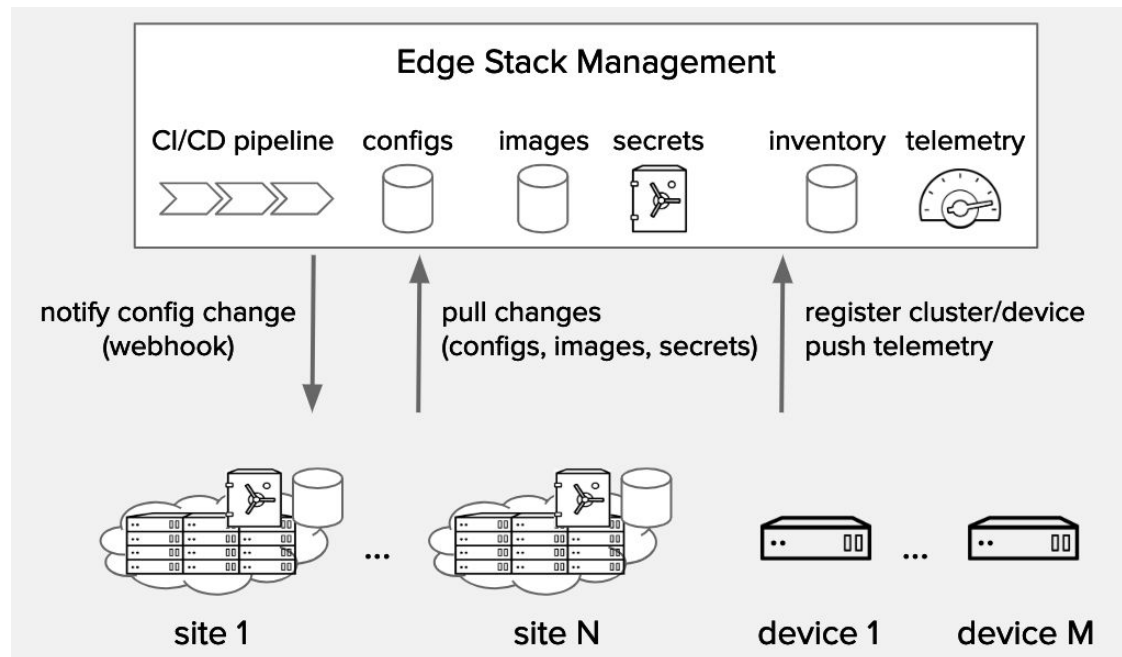 Edge Stack Management
CI/CD pipeline
configs
images
secrets
inventory
telemetry
notify config change
(webhook)
pull changes
(configs, images, secrets)
register cluster/device
push telemetry
...
...
site 1
site N
device 1
device M